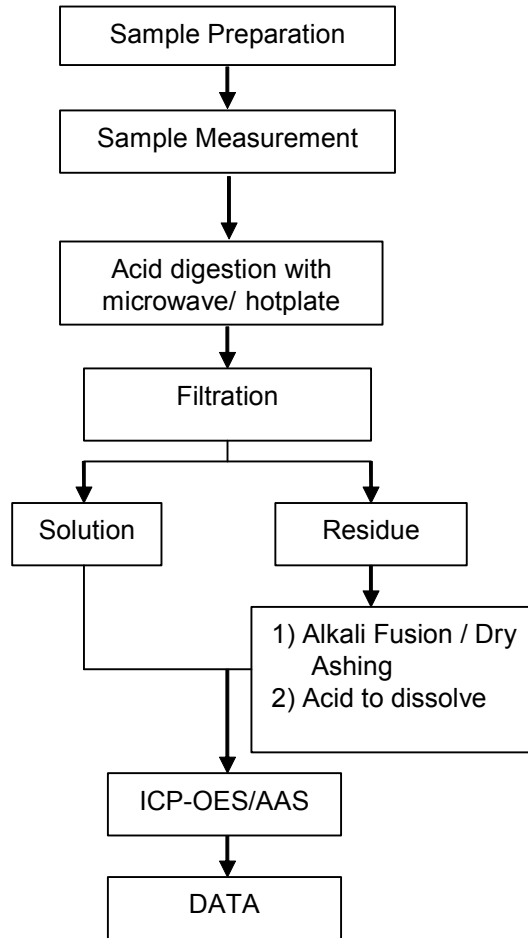 Sample Preparation
Sample Measurement
Acid digestion with
microwave/ hotplate
Filtration
Solution
Residue
1) Alkali Fusion / Dry
Ashing
2) Acid to dissolve
ICP-OES/AAS
DATA